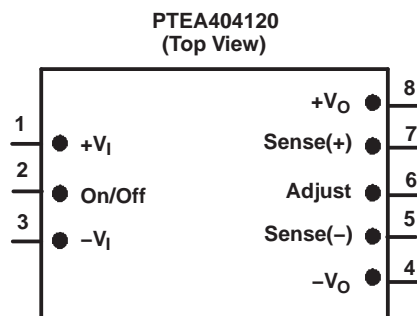 PTEA404120
(Top View)
1
+VI
2
On/Off
3
−VI
+VO
8
Sense(+)
7
Adjust
6
Sense(−)
5
−VO
4